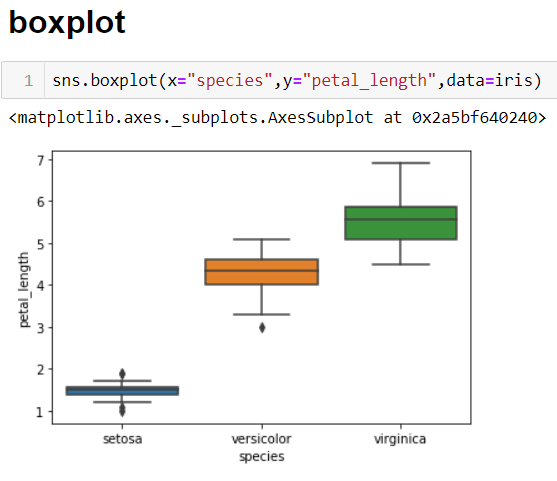 boxplot
1 sns.boxplot(x="species",y="petal_length",data=iris)
<matplotlib.axes._subplots.AxesSubplot at 0x2a5bf640240>
7
6
5
4
3
2
1
petal_length
setosa versicolor virginica
species